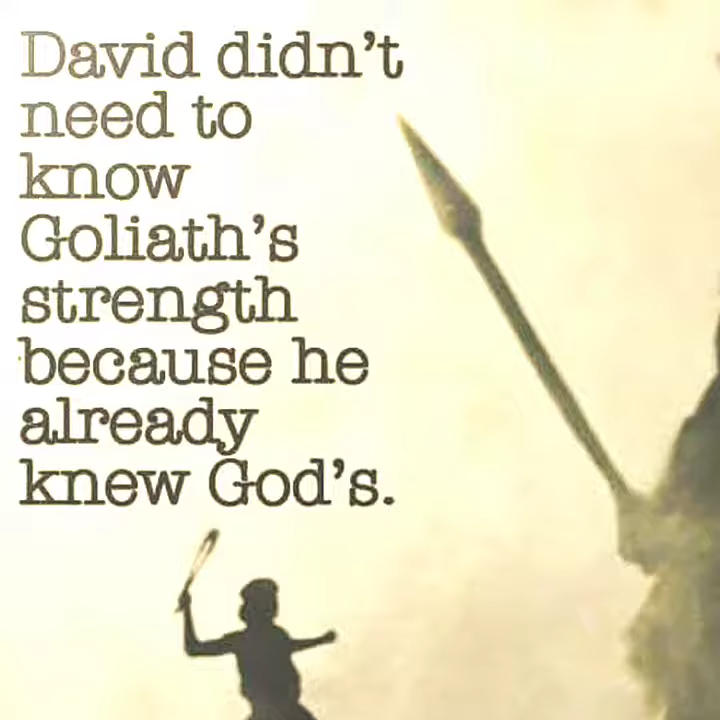 David didn't
need to
know
Goliath's
strength
because he
already
knew God's.